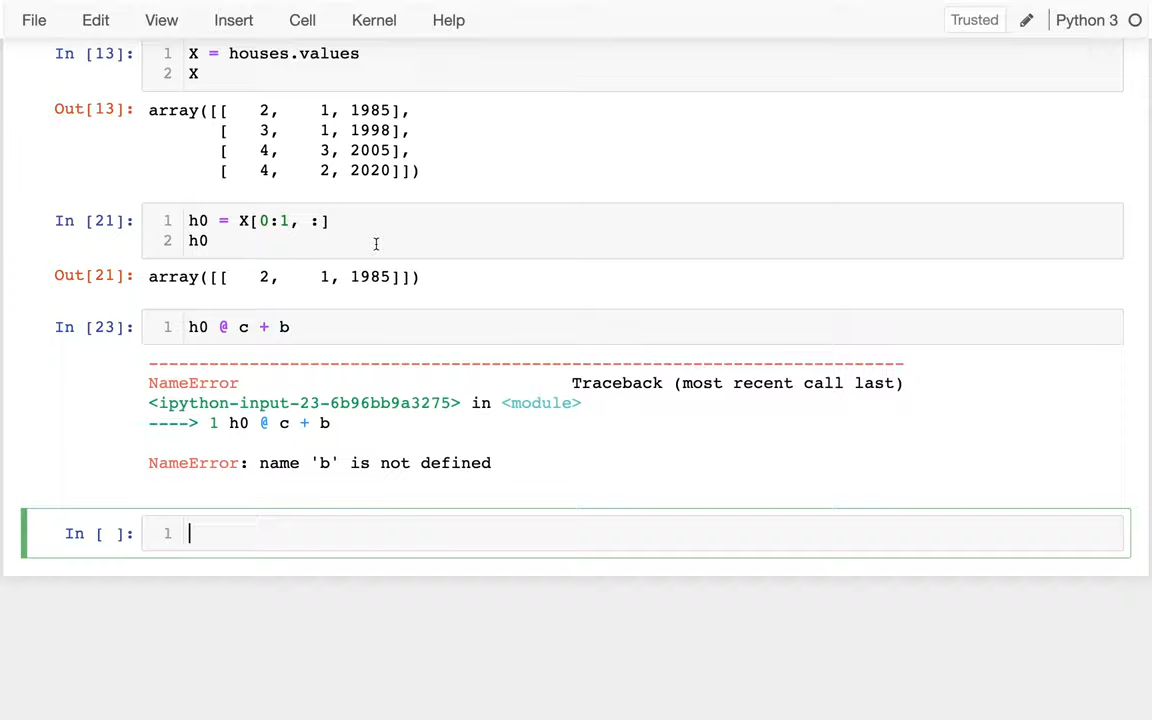 File Edit View Insert Cell Kernel Help Trusted Python 3
In [13]: 1 X = houses.values
2 X
Out[13]: array([[   2,    1, 1985],
[   3,    1, 1998],
[   4,    3, 2005],
[   4,    2, 2020]])
In [21]: 1 h0 = X[0:1, :]
2 h0
Out[21]: array([[   2,    1, 1985]])
In [23]: 1 h0 @ c + b
---------------------------------------------------------------------------
NameError                                 Traceback (most recent call last)
<ipython-input-23-6b96bb9a3275> in <module>
----> 1 h0 @ c + b
NameError: name 'b' is not defined
In [ ]: 1